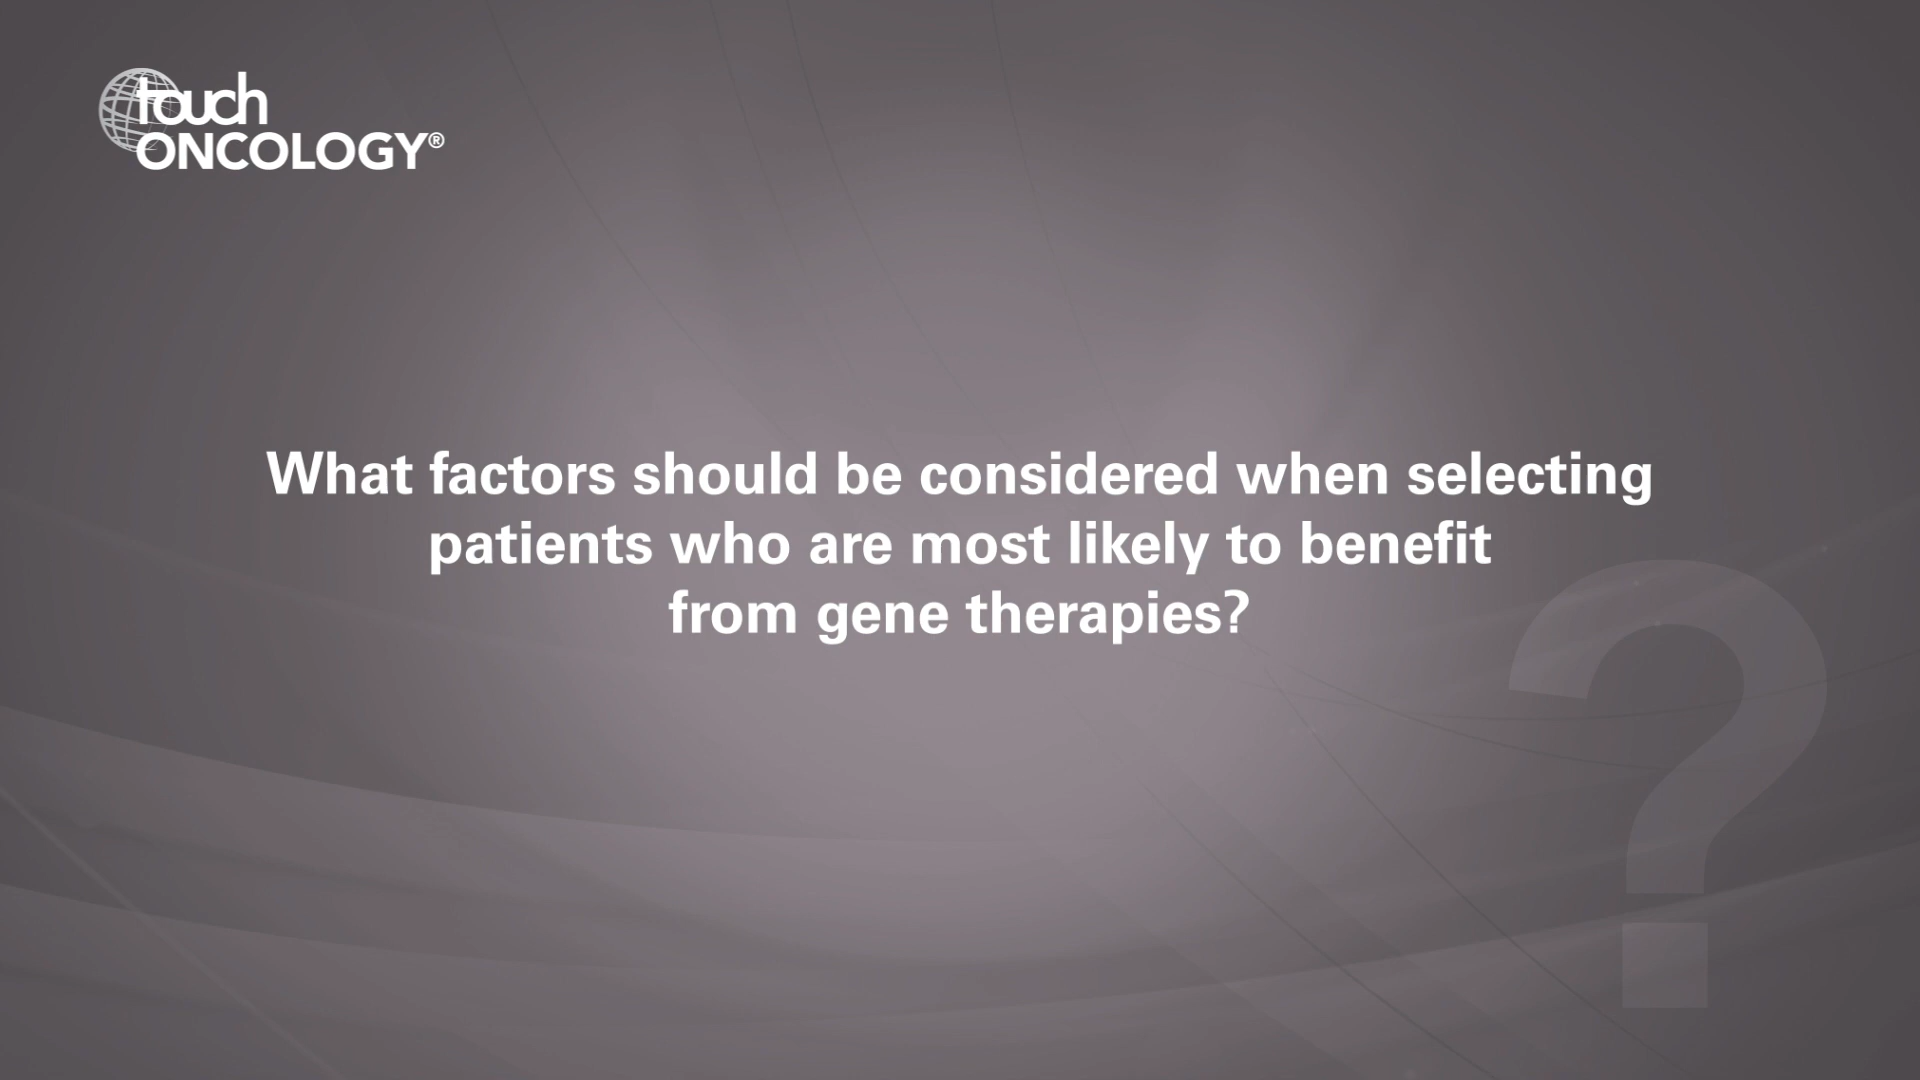 touch
ONCOLOGY®
What factors should be considered when selecting
patients who are most likely to benefit
from gene therapies?
?